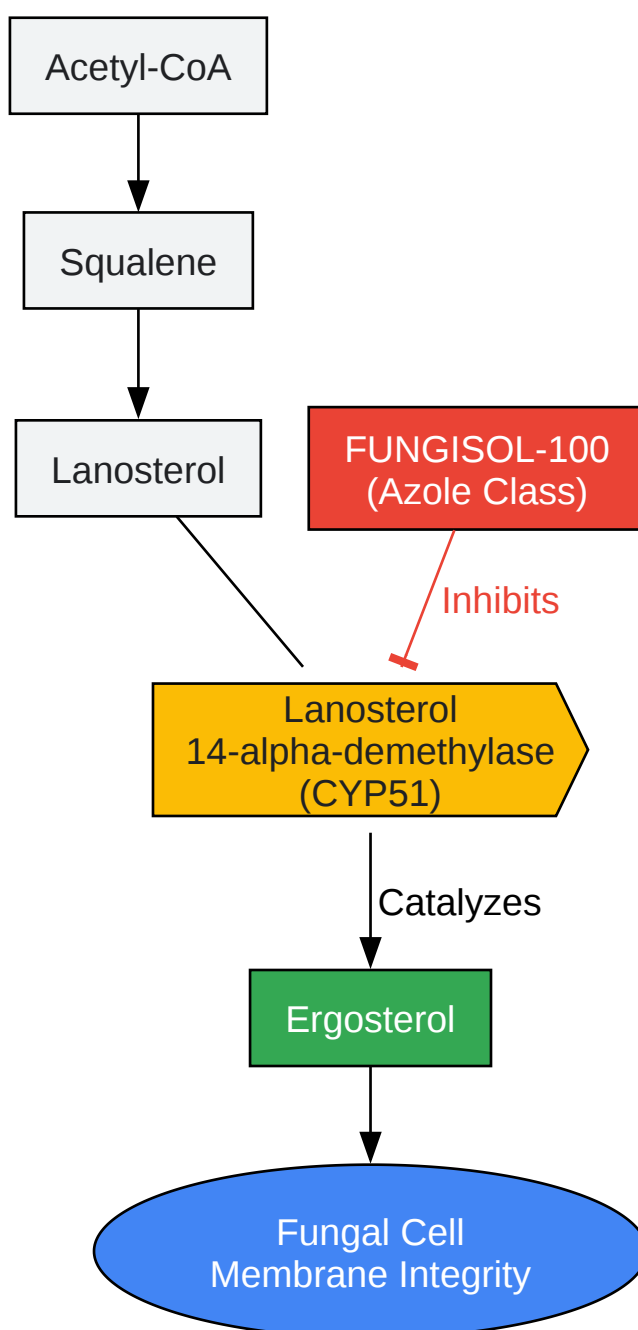 Acetyl-CoA
Squalene
Lanosterol
FUNGISOL-100
(Azole Class)
Inhibits
Lanosterol
14-alpha-demethylase
(CYP51)
Catalyzes
Ergosterol
Fungal Cell
Membrane Integrity